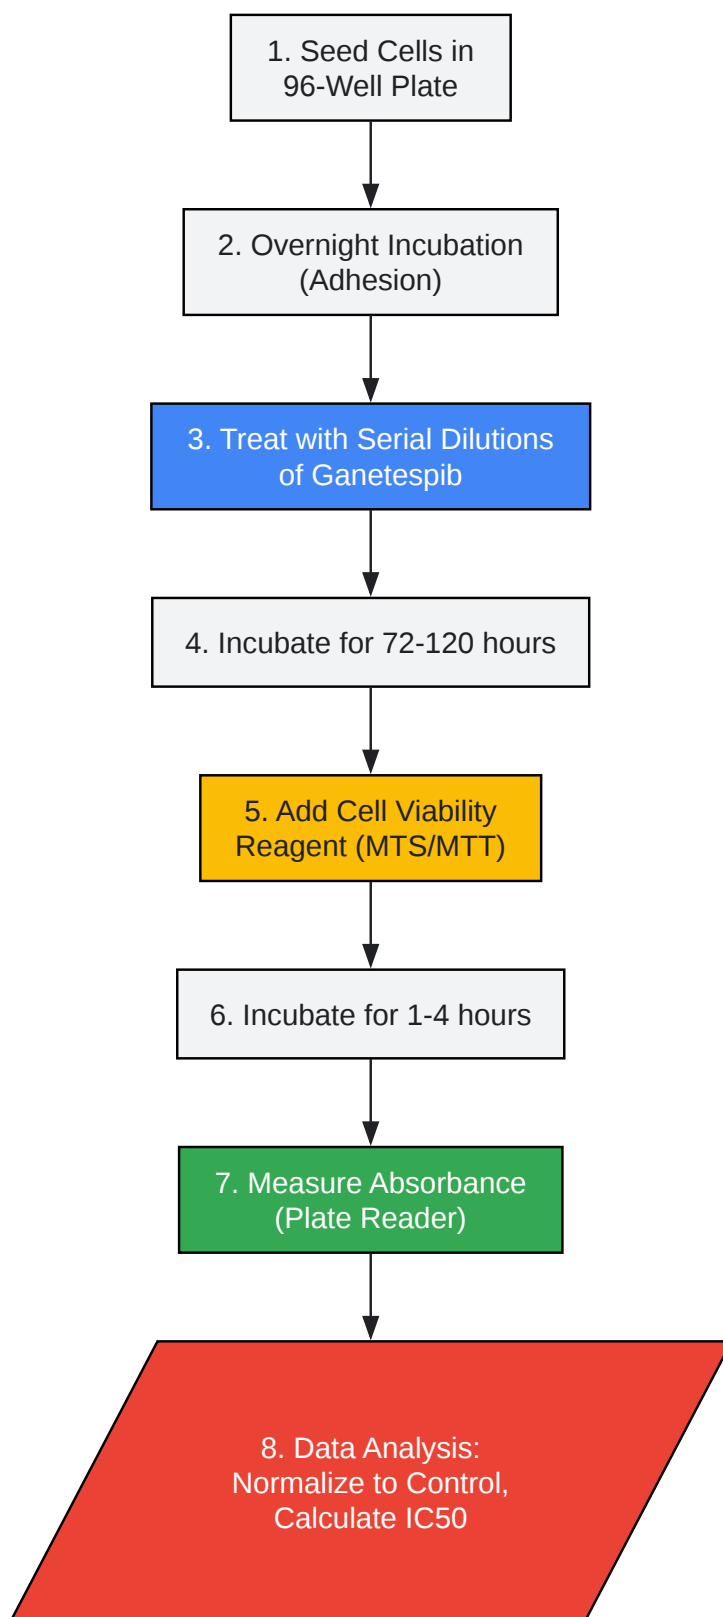 1. Seed Cells in
96-Well Plate
2. Overnight Incubation
(Adhesion)
3. Treat with Serial Dilutions
of Ganetespib
4. Incubate for 72-120 hours
5. Add Cell Viability
Reagent (MTS/MTT)
6. Incubate for 1-4 hours
7. Measure Absorbance
(Plate Reader)
8. Data Analysis:
Normalize to Control,
Calculate IC50